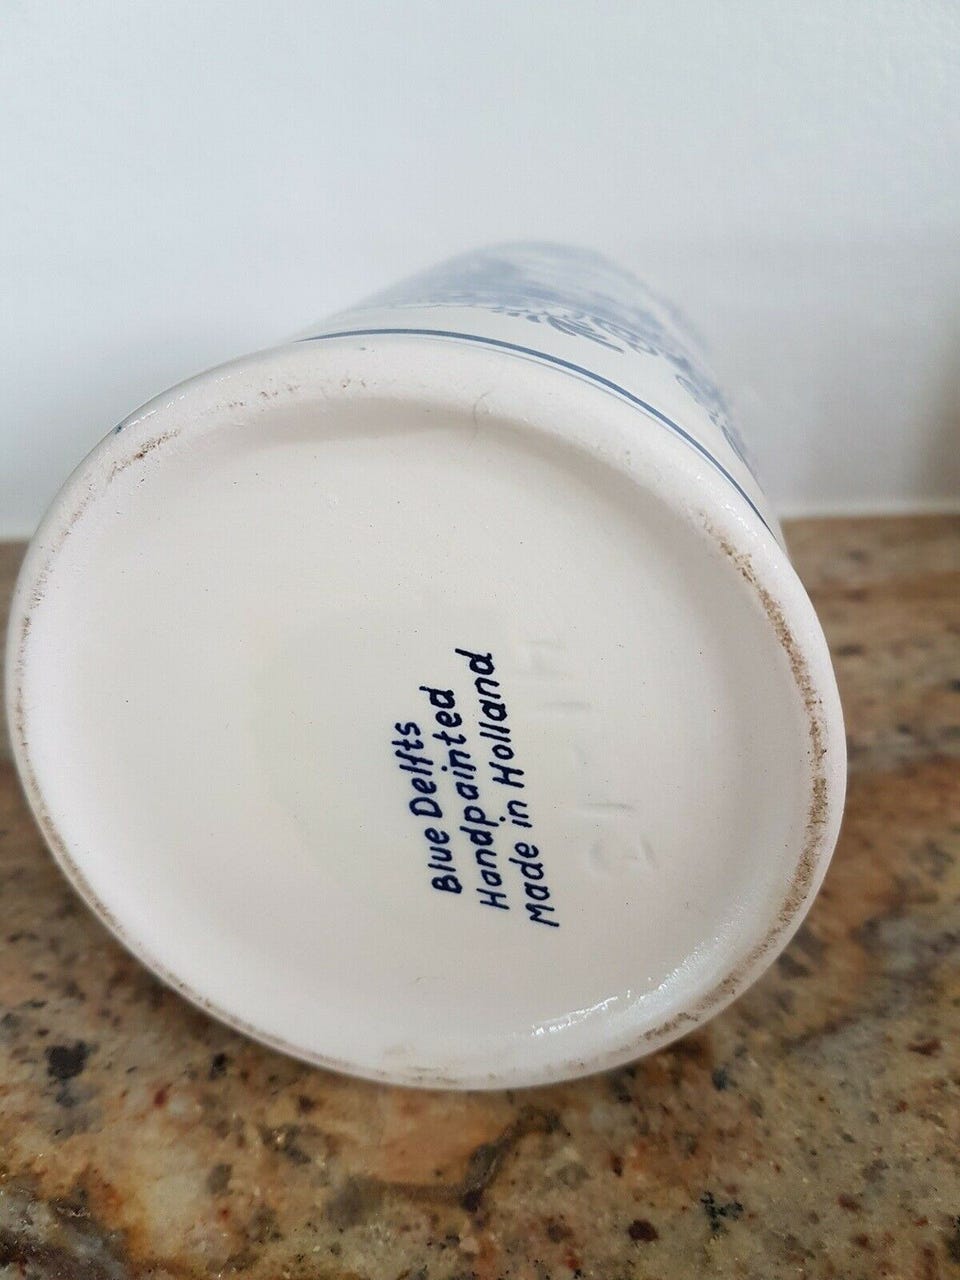 Blue Delfts
Handpainted
Made in Holland